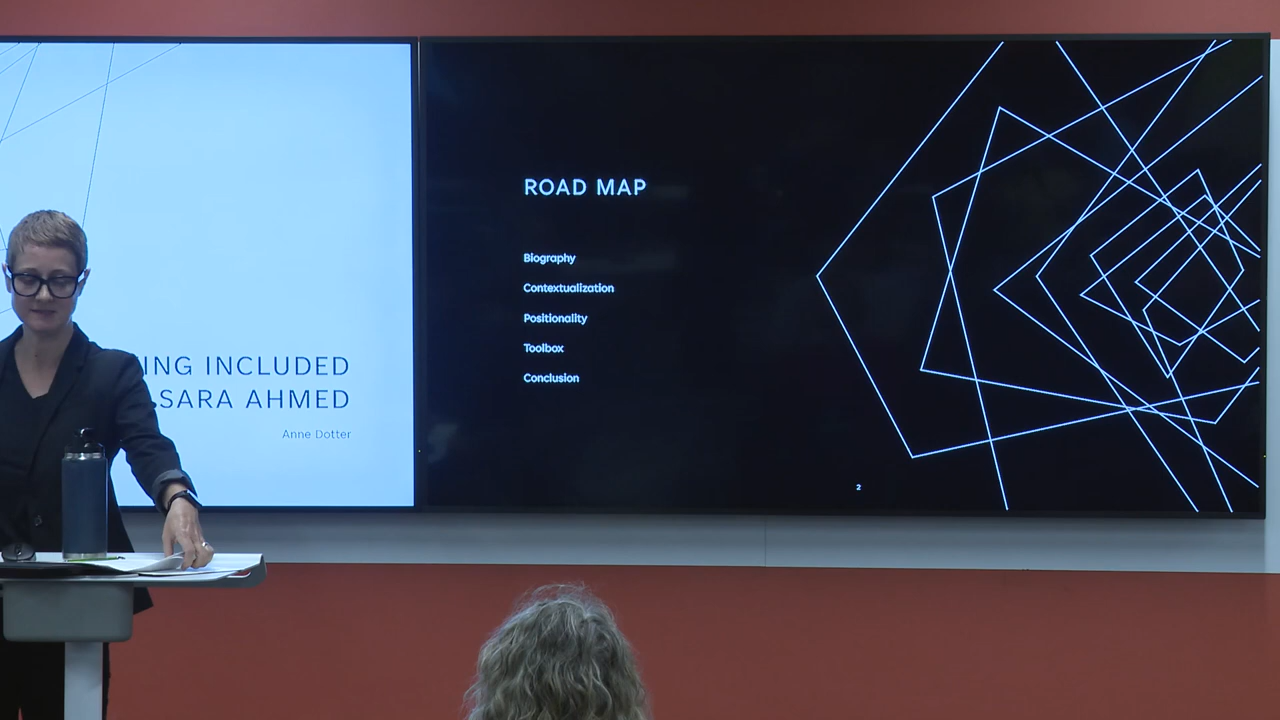 ING INCLUDED
SARA AHMED
Anne Dotter
ROAD MAP
Biography
Contextualization
Positionality
Toolbox
Conclusion
2